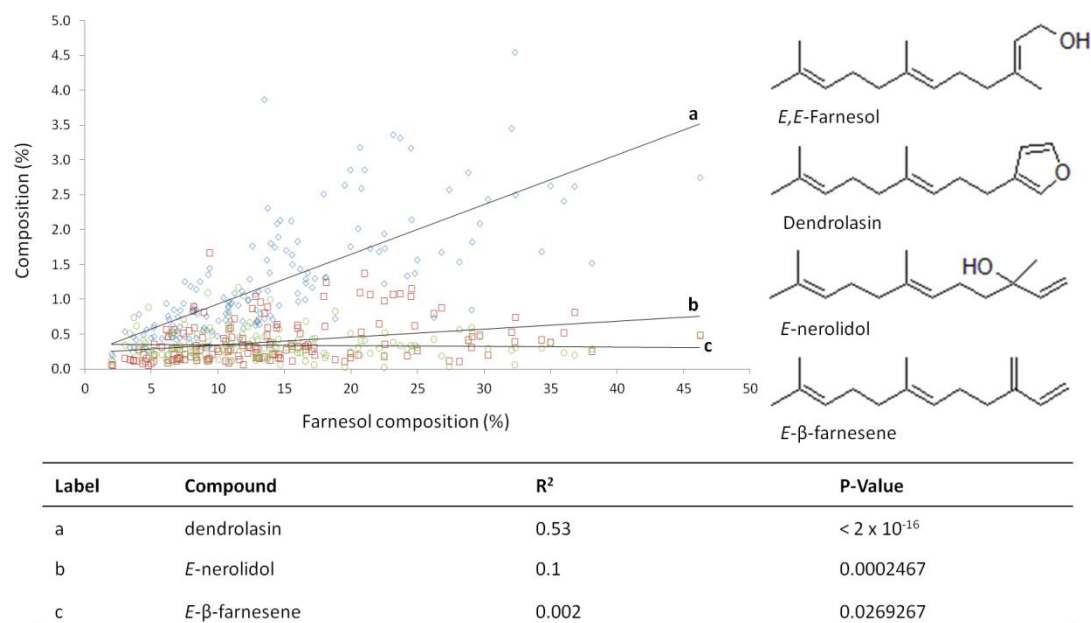 5.0
4.5
4.0
3.5
3.0
2.5
2.0
1.5
1.0
0.5
0.0
Composition (%)
0 5 10 15 20 25 30 35 40 45 50
Farnesol composition (%)
a
b
c
OH
E,E-Farnesol
O
Dendrolasin
HO
E-nerolidol
E-β-farnesene
Label Compound R² P-Value
a dendrolasin 0.53 < 2 x 10⁻¹⁶
b E-nerolidol 0.1 0.0002467
c E-β-farnesene 0.002 0.0269267